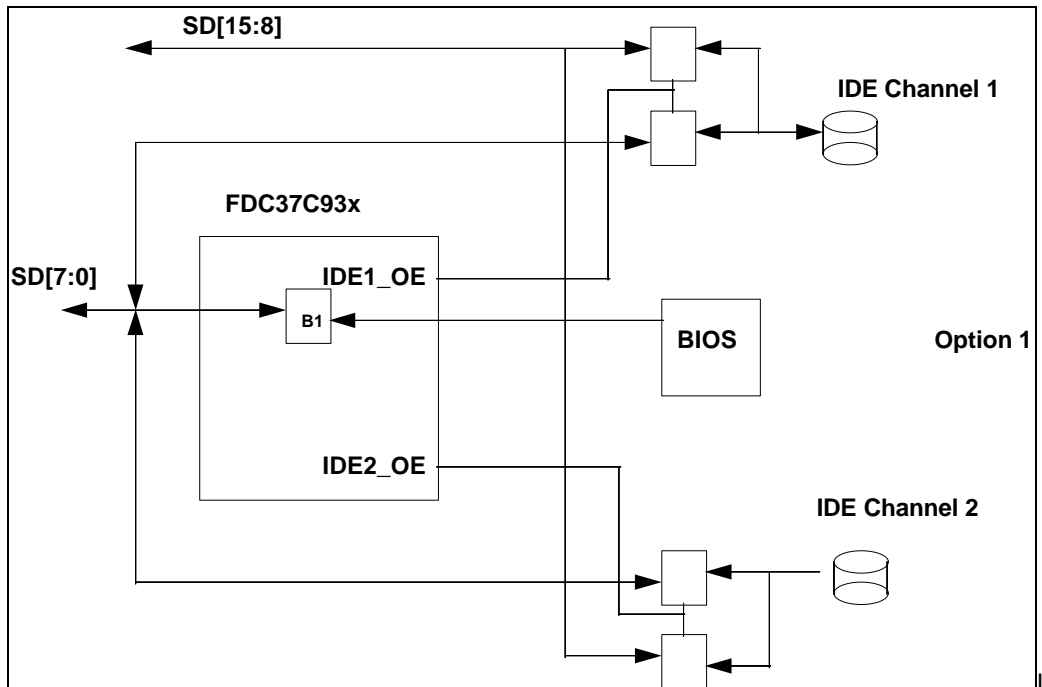 SD[15:8]
IDE Channel 1
FDC37C93x
IDE1_OE
SD[7:0]
B1
BIOS
Option 1
IDE2_OE
IDE Channel 2